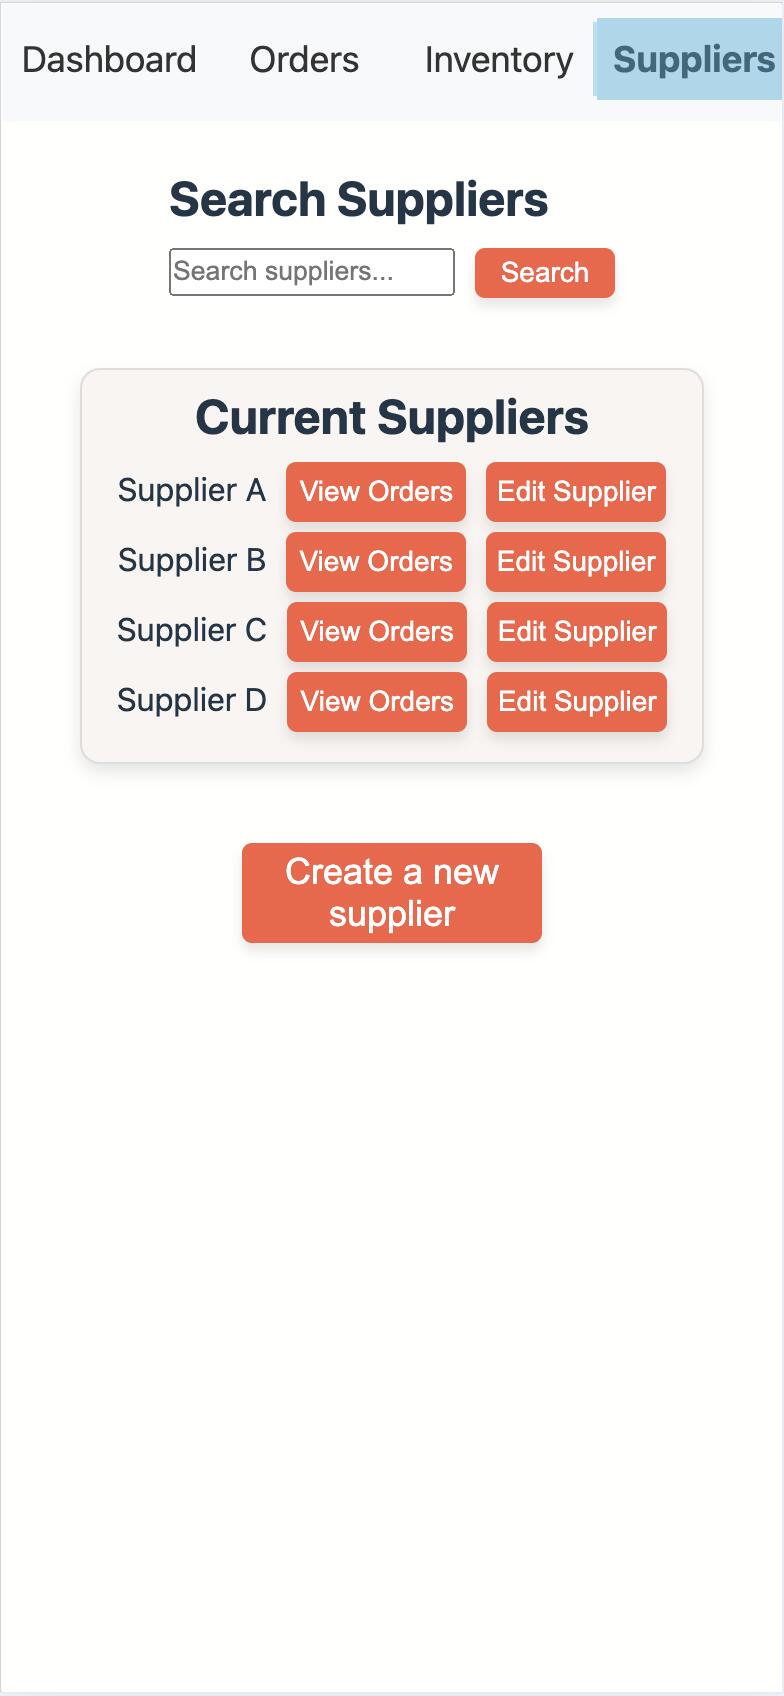 Dashboard Orders Inventory Suppliers
Search Suppliers
Search suppliers... Search
Current Suppliers
Supplier A View Orders Edit Supplier
Supplier B View Orders Edit Supplier
Supplier C View Orders Edit Supplier
Supplier D View Orders Edit Supplier
Create a new
supplier